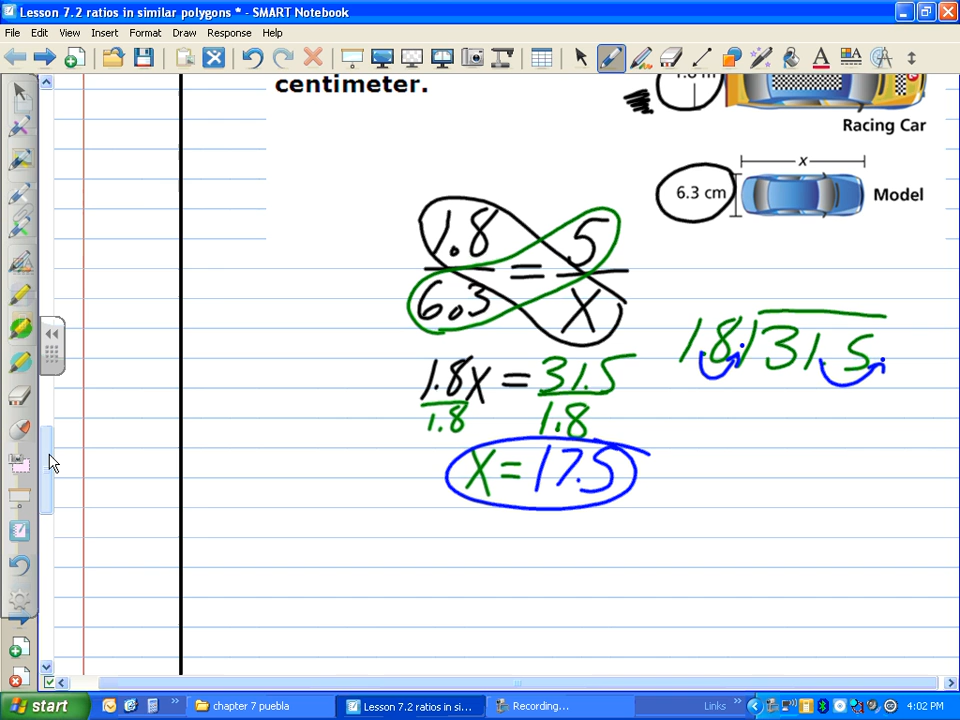 Lesson 7.2 ratios in similar polygons * - SMART Notebook
File Edit View Insert Format Draw Response Help
centimeter.
1.8 m
Racing Car
x
6.3 cm
Model
1.8 = 5
6.3 X
18 31 5
1.8x = 31.5
1.8 1.8
X = 17.5
start
chapter 7 puebla
Lesson 7.2 ratios in si...
Recording...
Links
4:02 PM